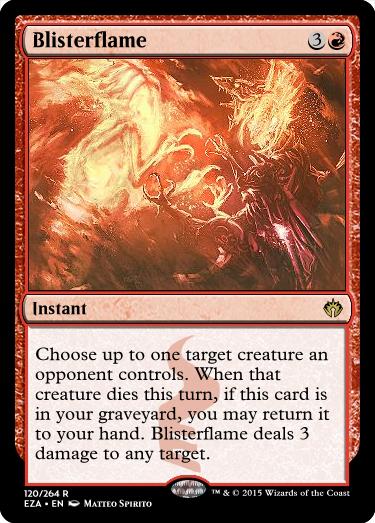 Blisterflame 3
Instant
Choose up to one target creature an
opponent controls. When that
creature dies this turn, if this card is
in your graveyard, you may return it
to your hand. Blisterflame deals 3
damage to any target.
120/264 R
EZA • EN Matteo Spirito
™ & © 2015 Wizards of the Coast